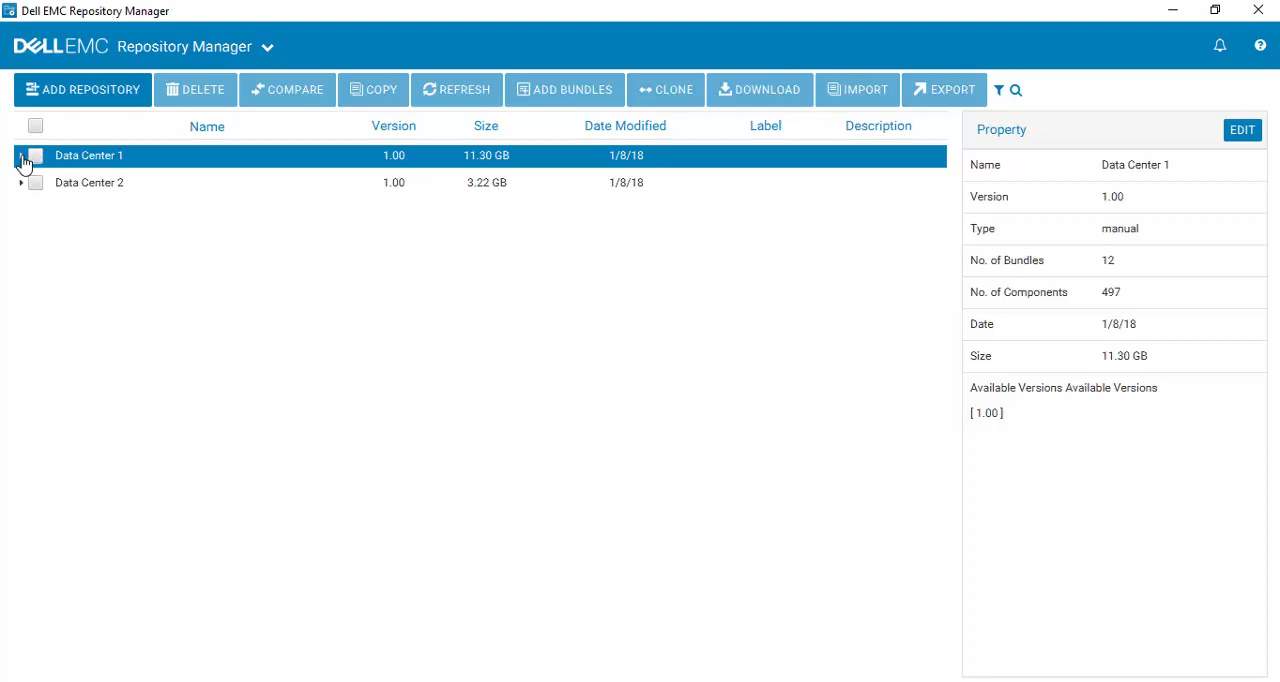 Dell EMC Repository Manager
DELLEMC Repository Manager
ADD REPOSITORY DELETE COMPARE COPY REFRESH ADD BUNDLES CLONE DOWNLOAD IMPORT EXPORT
Name Version Size Date Modified Label Description
Data Center 1 1.00 11.30 GB 1/8/18
Data Center 2 1.00 3.22 GB 1/8/18
Property EDIT
Name Data Center 1
Version 1.00
Type manual
No. of Bundles 12
No. of Components 497
Date 1/8/18
Size 11.30 GB
Available Versions Available Versions
[ 1.00 ]